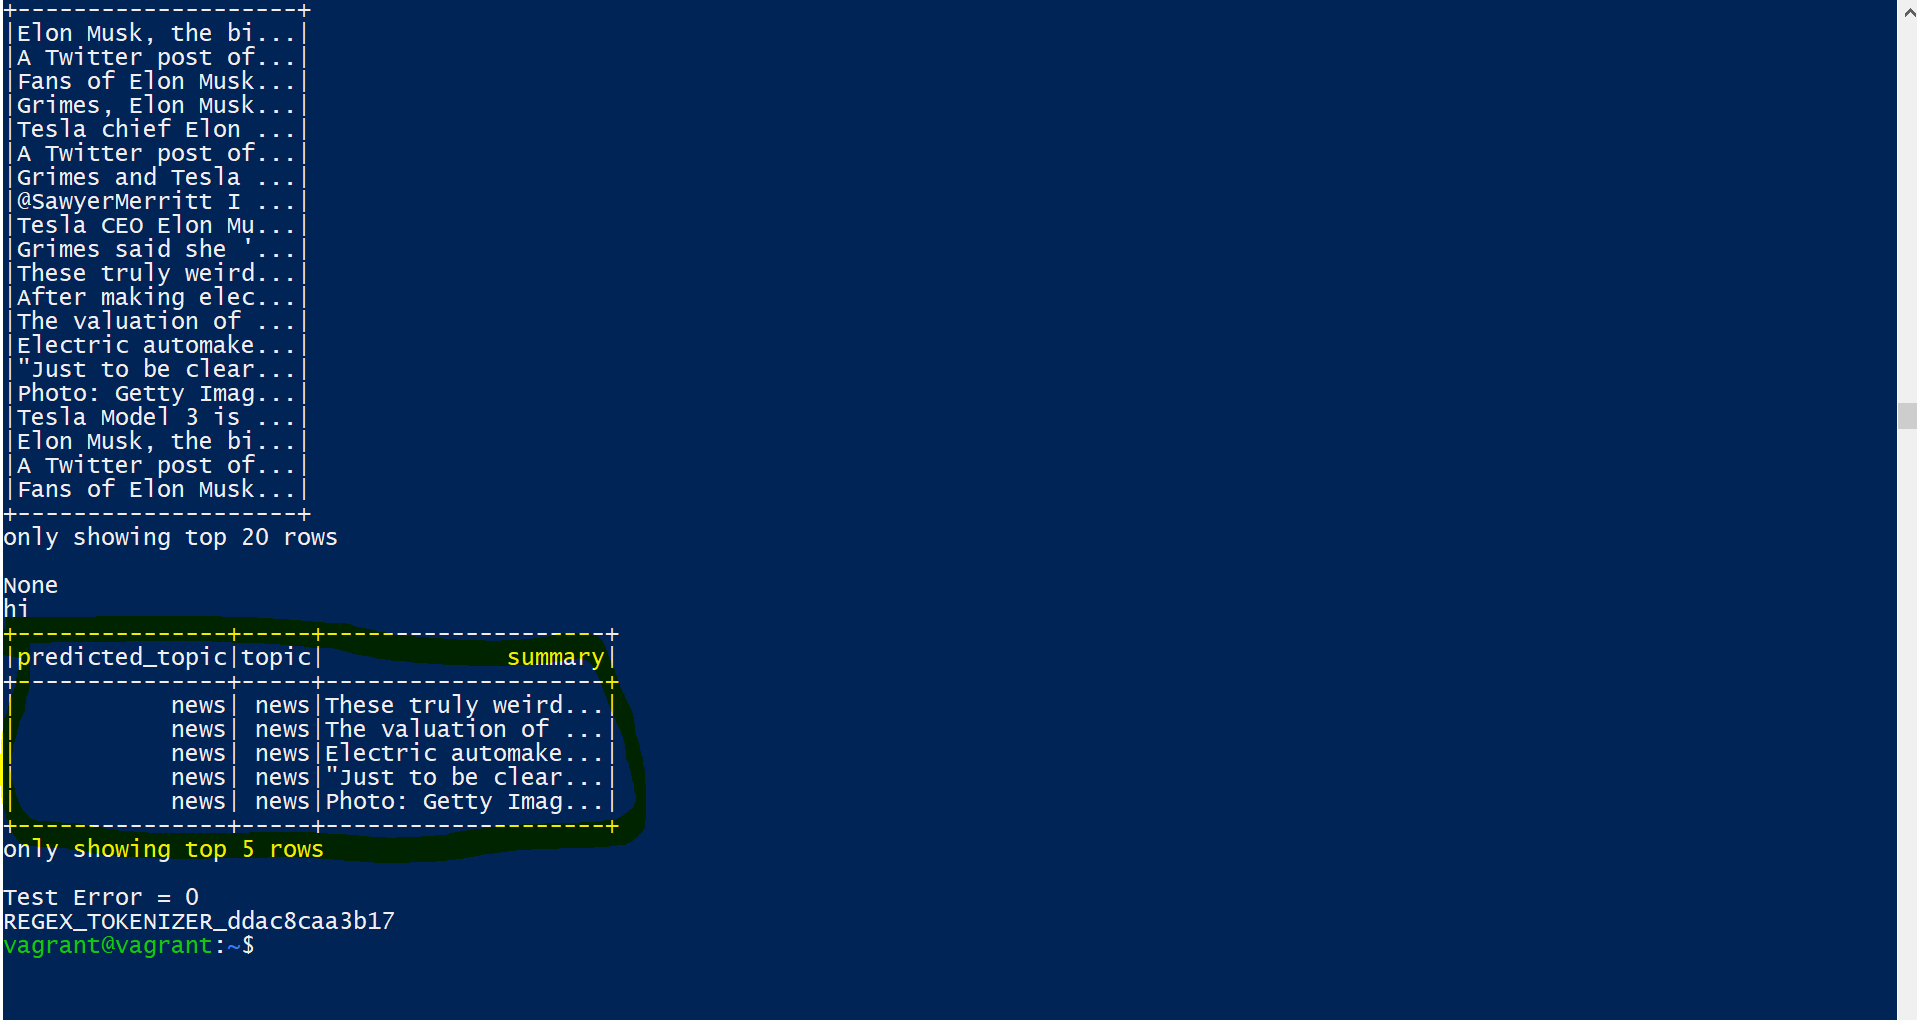 +--------------------+
|Elon Musk, the bi...|
|A Twitter post of...|
|Fans of Elon Musk...|
|Grimes, Elon Musk...|
|Tesla chief Elon ...|
|A Twitter post of...|
|Grimes and Tesla ...|
|@SawyerMerritt I ...|
|Tesla CEO Elon Mu...|
|Grimes said she '...|
|These truly weird...|
|After making elec...|
|The valuation of ...|
|Electric automake...|
|"Just to be clear...|
|Photo: Getty Imag...|
|Tesla Model 3 is ...|
|Elon Musk, the bi...|
|A Twitter post of...|
|Fans of Elon Musk...|
+--------------------+
only showing top 20 rows
None
hi
+---------------+-----+--------------------+
|predicted_topic|topic|             summary|
+---------------+-----+--------------------+
|           news| news|These truly weird...|
|           news| news|The valuation of ...|
|           news| news|Electric automake...|
|           news| news|"Just to be clear...|
|           news| news|Photo: Getty Imag...|
+---------------+-----+--------------------+
only showing top 5 rows
Test Error = 0
REGEX_TOKENIZER_ddac8caa3b17
vagrant@vagrant:~$